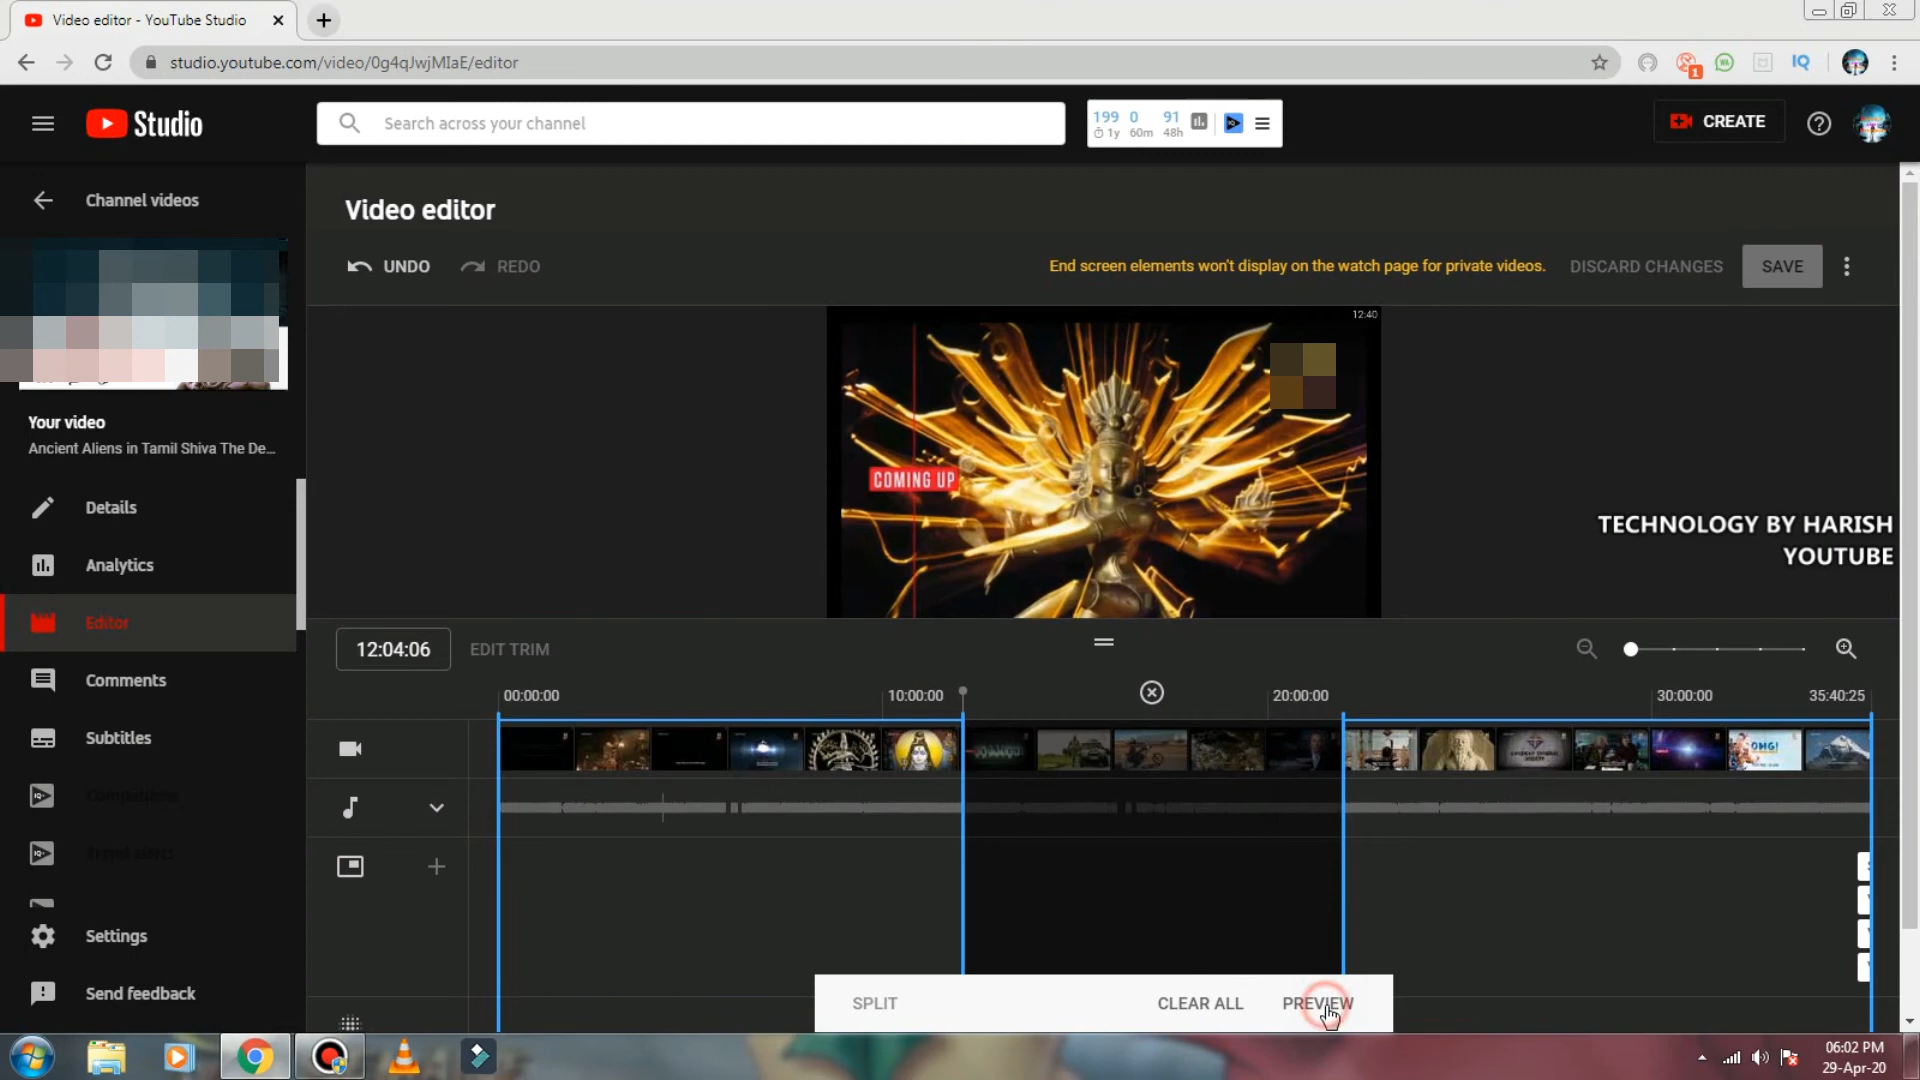 Video editor - YouTube Studio
studio.youtube.com/video/0g4qJwjMIaE/editor
1
IQ
Studio
Search across your channel
199 0 91
1y 60m 48h
CREATE
Channel videos
Video editor
UNDO
REDO
End screen elements won't display on the watch page for private videos.
DISCARD CHANGES
SAVE
12:40
COMING UP
Your video
Ancient Aliens in Tamil Shiva The De...
TECHNOLOGY BY HARISH
YOUTUBE
Details
Analytics
Editor
Comments
Subtitles
Settings
Send feedback
12:04:06
EDIT TRIM
00:00:00
10:00:00
20:00:00
30:00:00
35:40:25
OMG!
SPLIT
CLEAR ALL
PREVIEW
06:02 PM
29-Apr-20